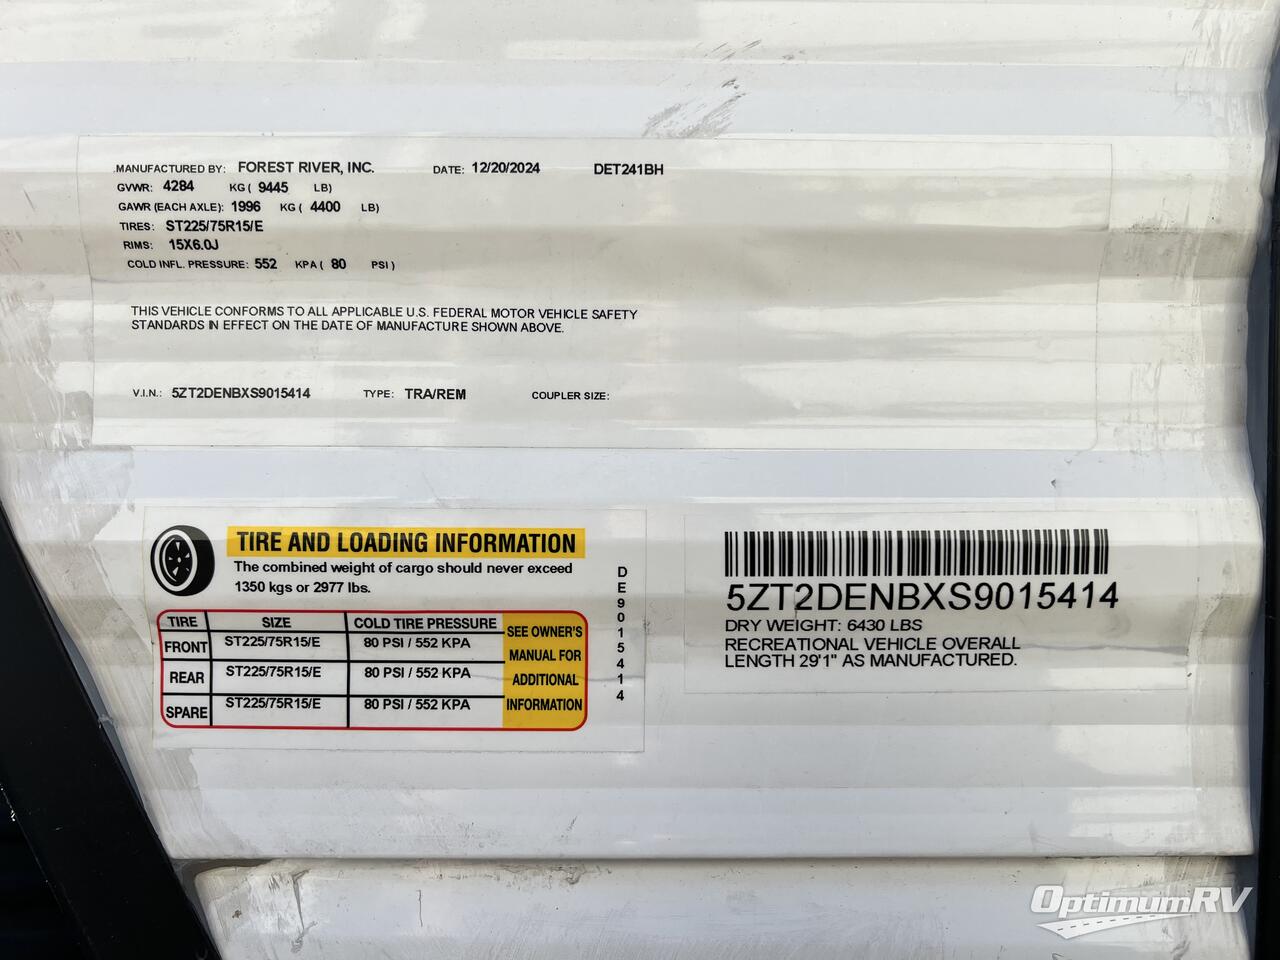 MANUFACTURED BY: FOREST RIVER, INC. DATE: 12/20/2024 DET241BH
GVWR: 4284 KG ( 9445 LB)
GAWR (EACH AXLE): 1996 KG ( 4400 LB)
TIRES: ST225/75R15/E
RIMS: 15X6.0J
COLD INFL. PRESSURE: 552 KPA ( 80 PSI )
THIS VEHICLE CONFORMS TO ALL APPLICABLE U.S. FEDERAL MOTOR VEHICLE SAFETY
STANDARDS IN EFFECT ON THE DATE OF MANUFACTURE SHOWN ABOVE.
V.I.N.: 5ZT2DENBXS9015414 TYPE: TRA/REM COUPLER SIZE:
TIRE AND LOADING INFORMATION
The combined weight of cargo should never exceed
1350 kgs or 2977 lbs.
TIRE SIZE COLD TIRE PRESSURE
FRONT ST225/75R15/E 80 PSI / 552 KPA
REAR ST225/75R15/E 80 PSI / 552 KPA
SPARE ST225/75R15/E 80 PSI / 552 KPA
SEE OWNER'S
MANUAL FOR
ADDITIONAL
INFORMATION
DE9015414
5ZT2DENBXS9015414
DRY WEIGHT: 6430 LBS
RECREATIONAL VEHICLE OVERALL
LENGTH 29'1" AS MANUFACTURED.
OptimumRV